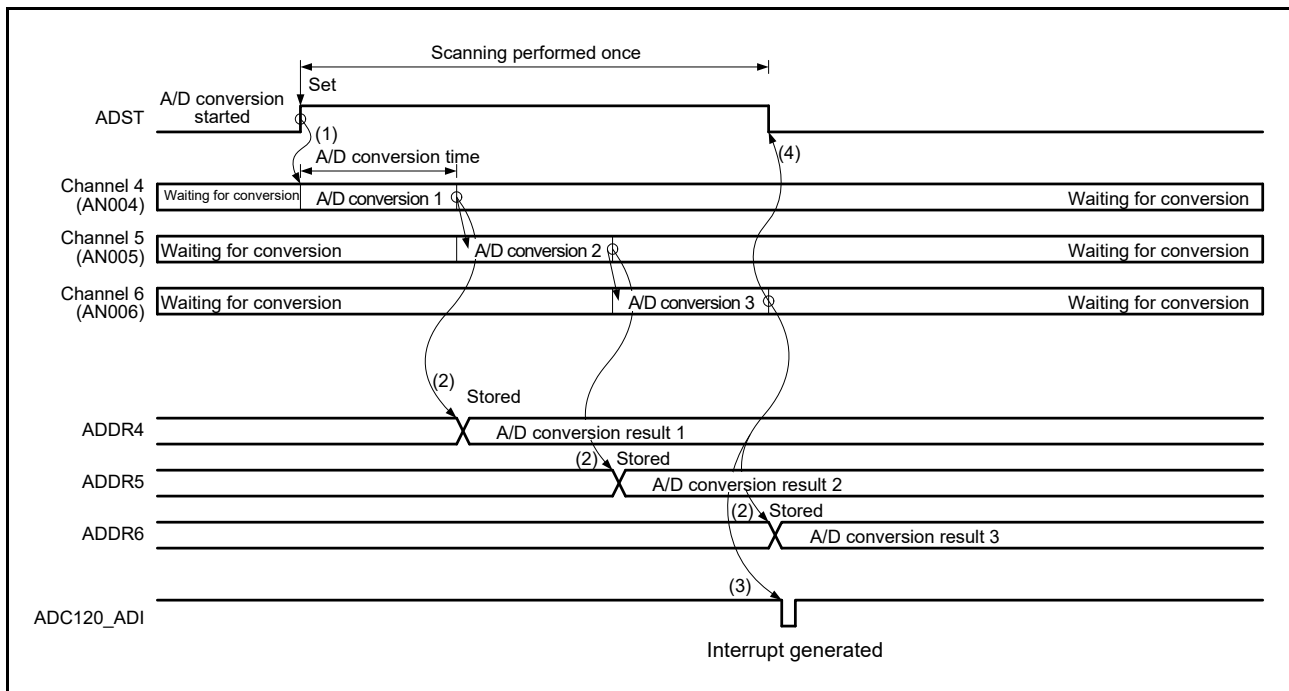 Scanning performed once
Set
A/D conversion
started
ADST
(1)
(4)
A/D conversion time
Channel 4
(AN004)
Waiting for conversion
A/D conversion 1
Waiting for conversion
Channel 5
(AN005)
Waiting for conversion
A/D conversion 2
Waiting for conversion
Channel 6
(AN006)
Waiting for conversion
A/D conversion 3
Waiting for conversion
(2)
Stored
ADDR4
A/D conversion result 1
(2)
Stored
ADDR5
A/D conversion result 2
(2)
Stored
ADDR6
A/D conversion result 3
(3)
ADC120_ADI
Interrupt generated